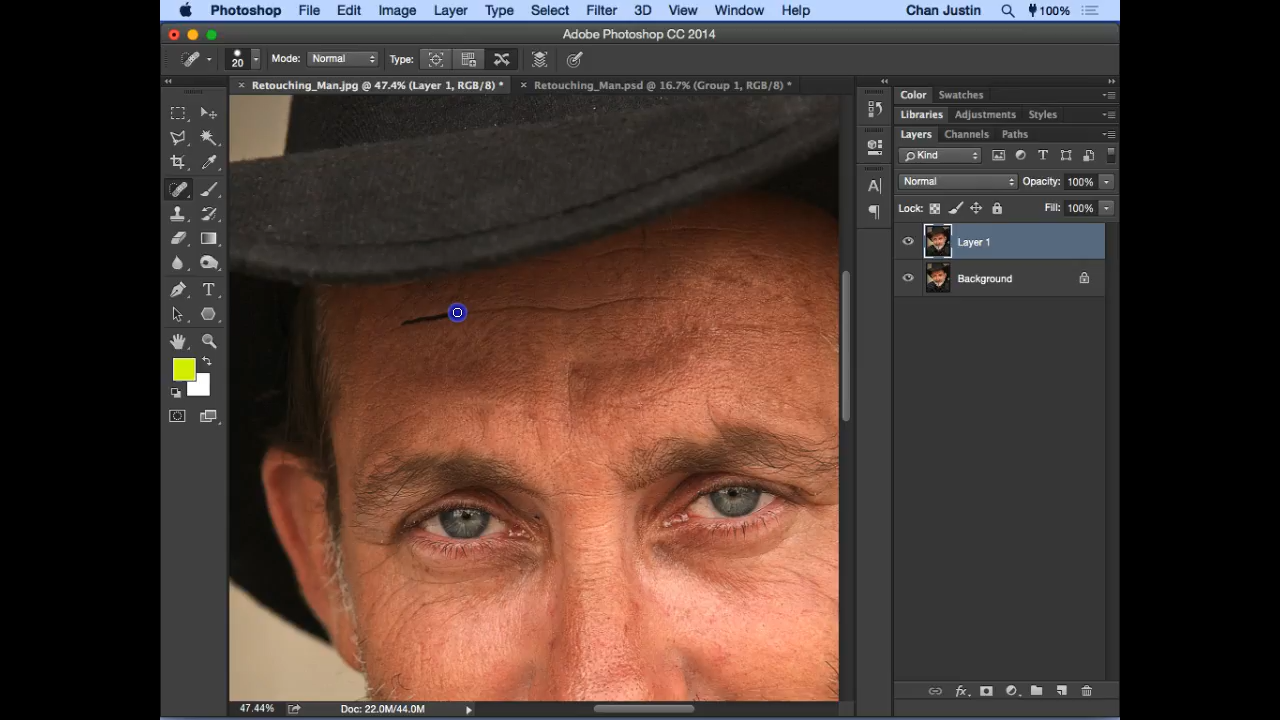 Photoshop File Edit Image Layer Type Select Filter 3D View Window Help Chan Justin 100%
Adobe Photoshop CC 2014
20 Mode: Normal Type:
× Retouching_Man.jpg @ 47.4% (Layer 1, RGB/8) * × Retouching_Man.psd @ 16.7% (Group 1, RGB/8) *
Color Swatches
Libraries Adjustments Styles
Layers Channels Paths
Kind
Normal Opacity: 100%
Lock: Fill: 100%
Layer 1
Background
47.44% Doc: 22.0M/44.0M